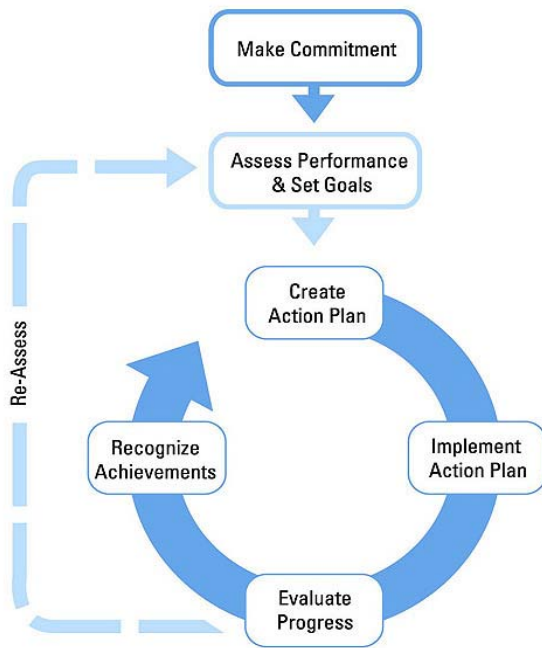 Make Commitment
Assess Performance
& Set Goals
Create
Action Plan
Re-Assess
Recognize
Achievements
Implement
Action Plan
Evaluate
Progress